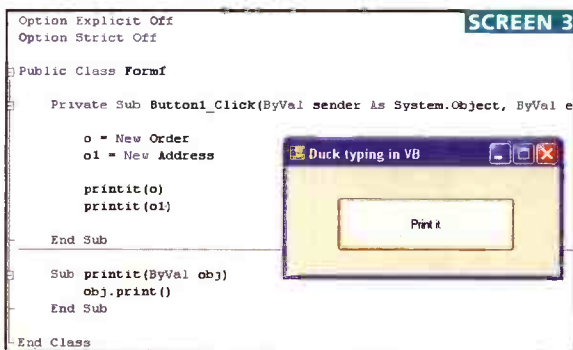 Option Explicit Off
SCREEN 3
Option Strict Off
Public Class Formf
Private Sub Button1_Click(ByVal sender As System.Object, ByVal e
o = New Order
o1 = New Address
printit(o)
printit(o1)
End Sub
Sub printit(ByVal obj)
obj.print()
End Sub
End Class
Duck typing in VB
Print it